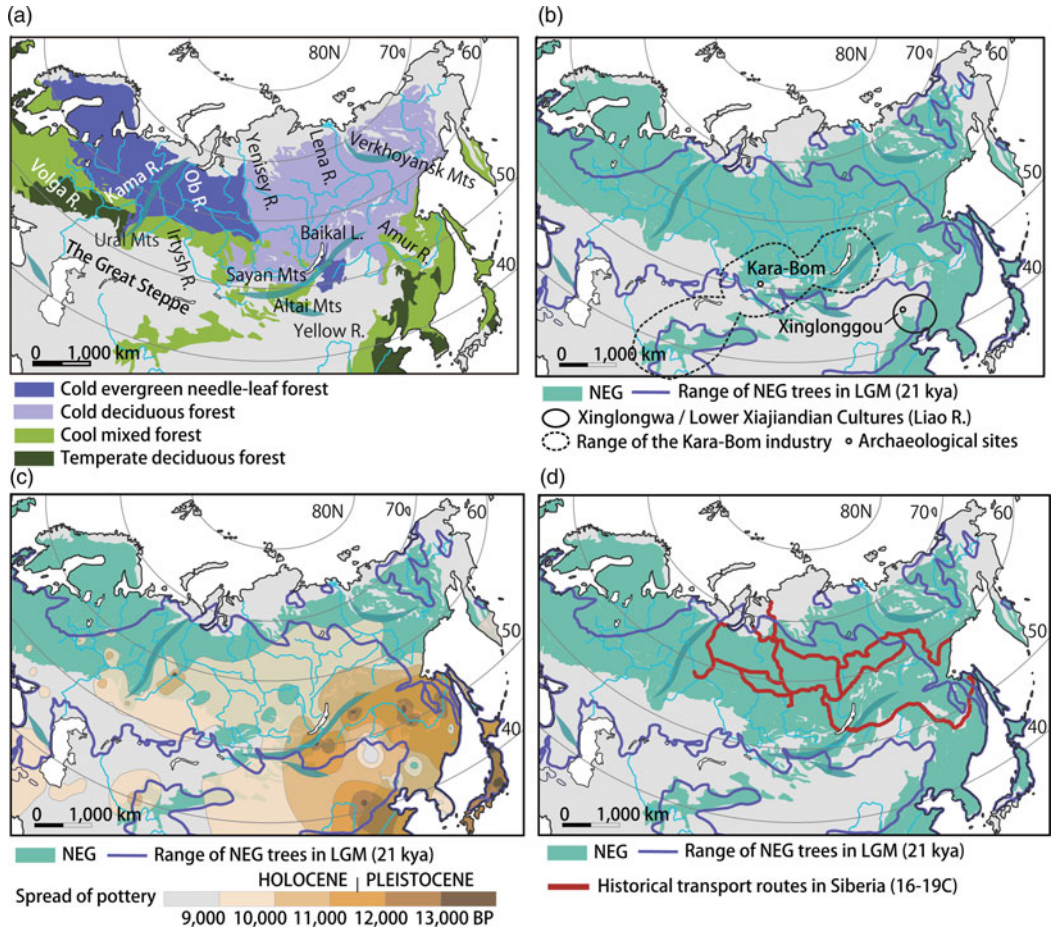 (a)
80N
70
60
50
40
Volga R.
Kama R.
Ob R.
Yenisey R.
Lena R.
Verkhoyansk Mts
Ural Mts
Irtysh R.
Baikal L.
Amur R.
The Great Steppe
Sayan Mts
Altai Mts
Yellow R.
0 1,000 km
Cold evergreen needle-leaf forest
Cold deciduous forest
Cool mixed forest
Temperate deciduous forest
(b)
80N
70
60
50
40
Kara-Bom
Xinglonggou
0 1,000 km
NEG Range of NEG trees in LGM (21 kya)
Xinglongwa / Lower Xiajiandian Cultures (Liao R.)
Range of the Kara-Bom industry Archaeological sites
(c)
80N
70
60
50
40
0 1,000 km
NEG Range of NEG trees in LGM (21 kya)
HOLOCENE | PLEISTOCENE
Spread of pottery
9,000 10,000 11,000 12,000 13,000 BP
(d)
80N
70
60
50
40
0 1,000 km
NEG Range of NEG trees in LGM (21 kya)
Historical transport routes in Siberia (16-19C)